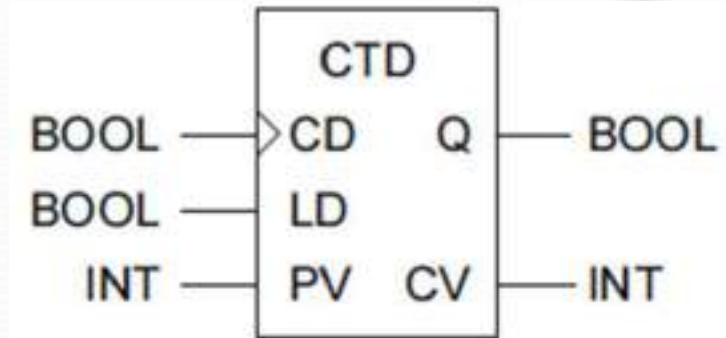 CTD
BOOL CD Q BOOL
BOOL LD
INT PV CV INT